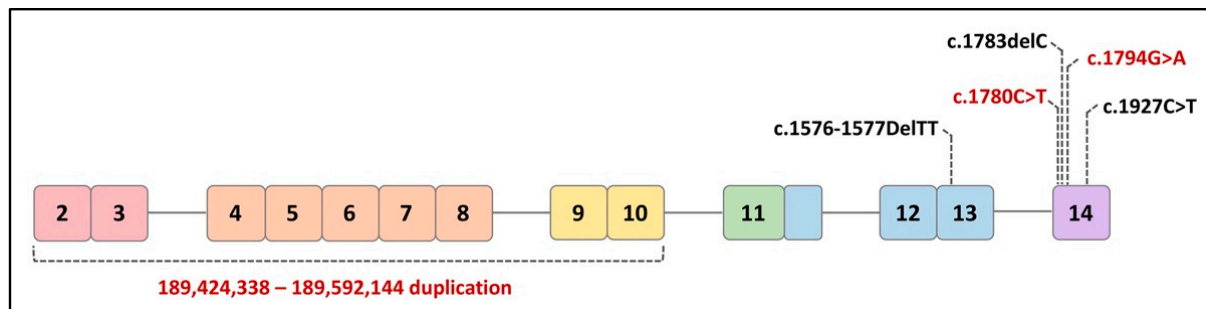 c.1783delC
c.1794G>A
c.1780C>T
c.1927C>T
c.1576-1577DelTT
2 3 4 5 6 7 8 9 10 11 12 13 14
189,424,338 – 189,592,144 duplication